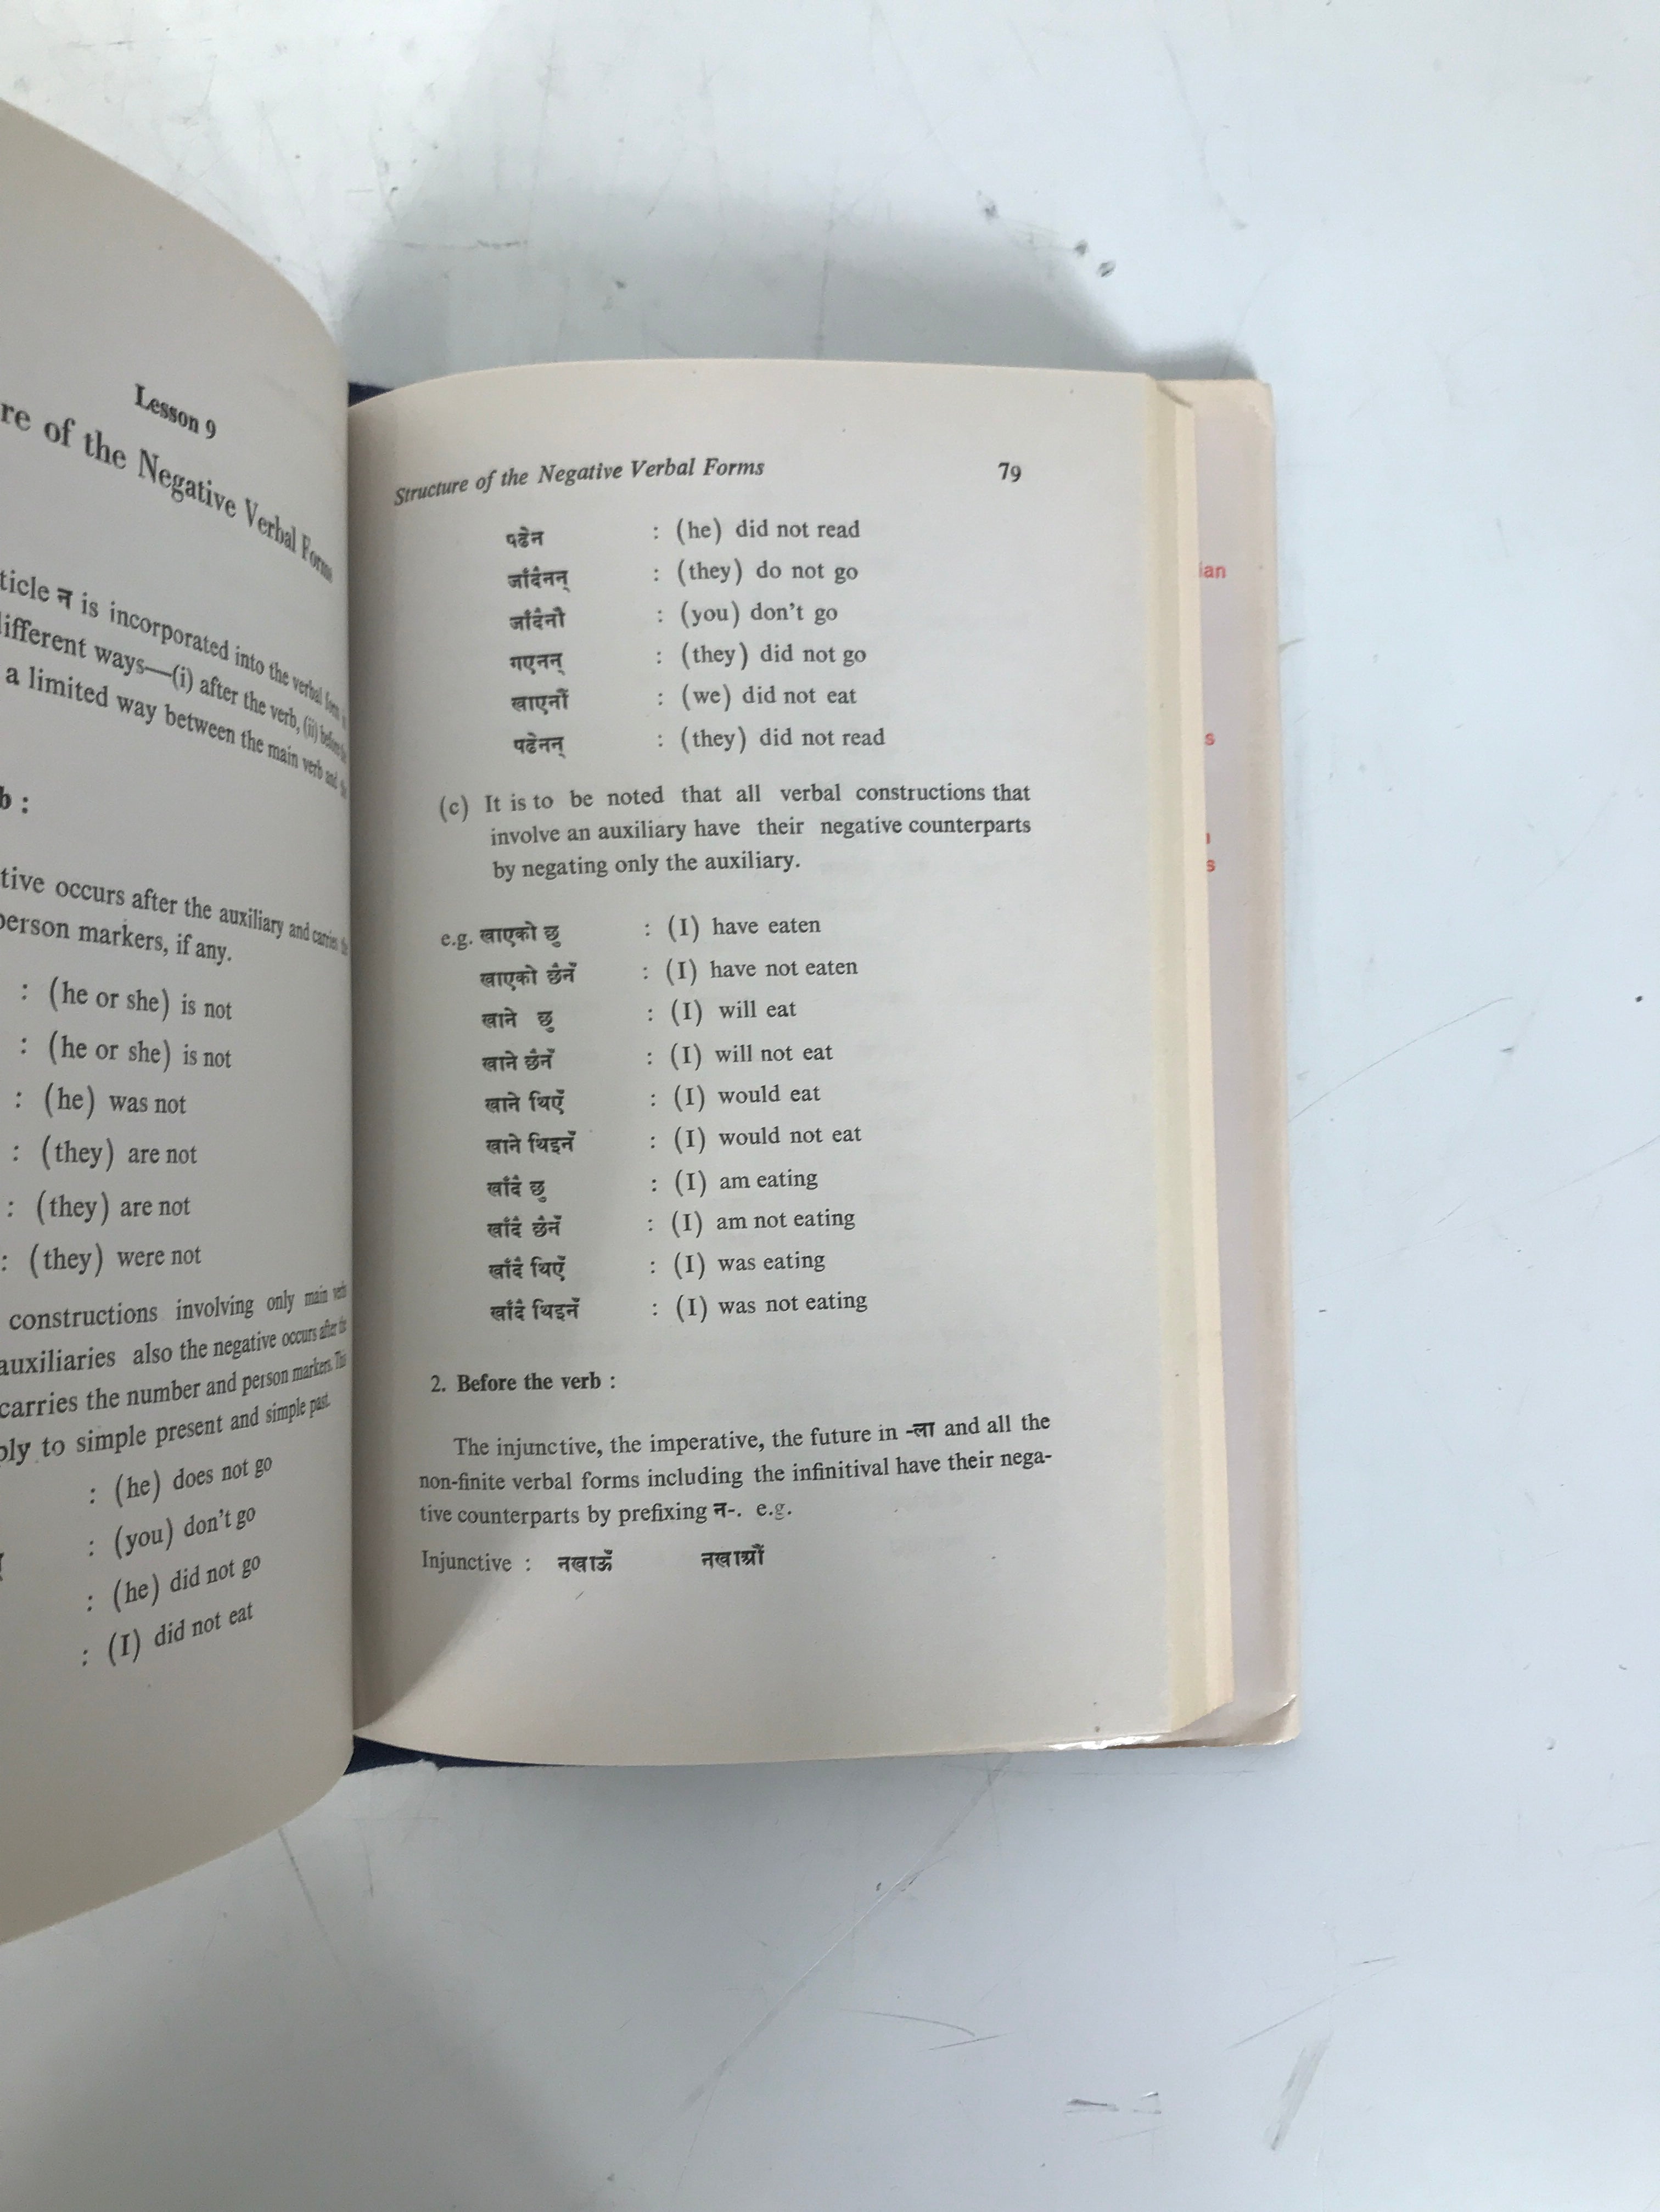 Lesson 9
re of the Negative Verbal Forms
ticle न is incorporated into the verbal form
ifferent ways—(i) after the verb, (ii) before
a limited way between the main verb and
b :
tive occurs after the auxiliary and carries the
person markers, if any.
: (he or she) is not
: (he or she) is not
: (he) was not
: (they) are not
: (they) are not
: (they) were not
constructions involving only main verb
auxiliaries also the negative occurs after the
carries the number and person markers. This
ply to simple present and simple past.
: (he) does not go
: (you) don't go
: (he) did not go
: (I) did not eat
Structure of the Negative Verbal Forms 79
पढेन : (he) did not read
जाँदैनन् : (they) do not go
जाँदैनौ : (you) don't go
गएनन् : (they) did not go
खाएनौं : (we) did not eat
पढेनन् : (they) did not read
(c) It is to be noted that all verbal constructions that
involve an auxiliary have their negative counterparts
by negating only the auxiliary.
e.g. खाएको छु : (I) have eaten
खाएको छैनँ : (I) have not eaten
खाने छु : (I) will eat
खाने छैनँ : (I) will not eat
खाने थिएँ : (I) would eat
खाने थिइनँ : (I) would not eat
खाँदै छु : (I) am eating
खाँदै छैनँ : (I) am not eating
खाँदै थिएँ : (I) was eating
खाँदै थिइनँ : (I) was not eating
2. Before the verb :
The injunctive, the imperative, the future in -ला and all the
non-finite verbal forms including the infinitival have their nega-
tive counterparts by prefixing न-. e.g.
Injunctive : नखाऊँ नखाओं
ian
s
s